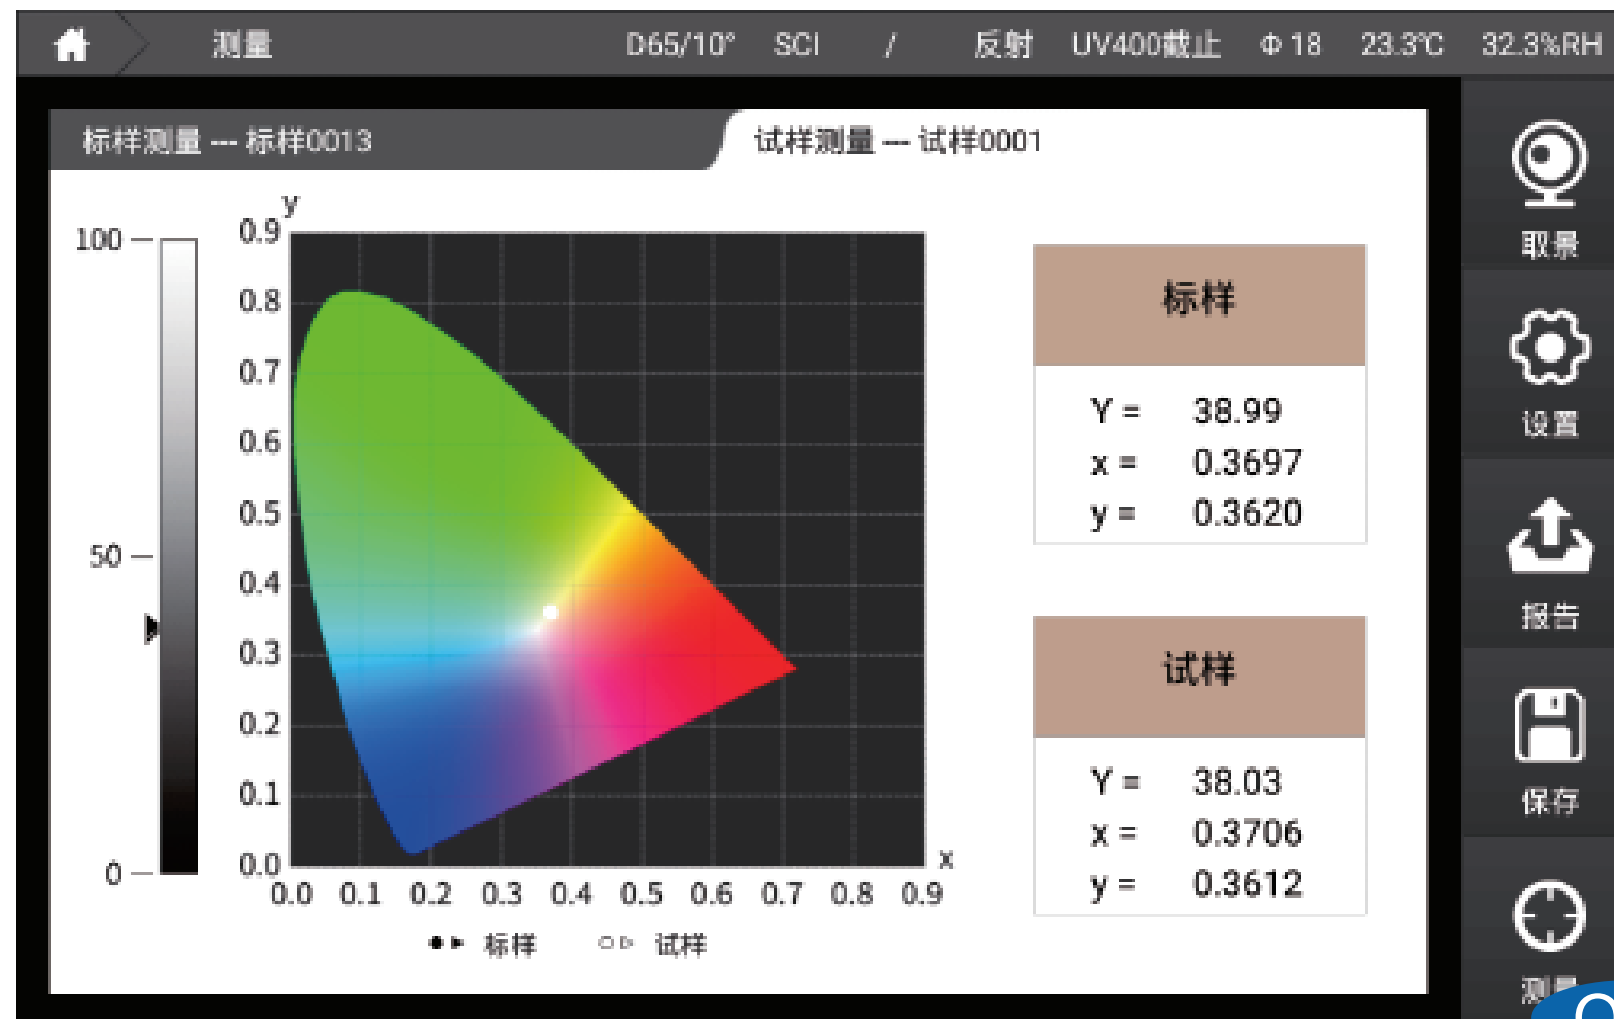 测量 D65/10° SCI / 反射 UV400截止 Φ18 23.3℃ 32.3%RH
标样测量 --- 标样0013
试样测量 --- 试样0001
100
50
0
y
0.9
0.8
0.7
0.6
0.5
0.4
0.3
0.2
0.1
0.0
x
0.0 0.1 0.2 0.3 0.4 0.5 0.6 0.7 0.8 0.9
标样 试样
标样
Y = 38.99
x = 0.3697
y = 0.3620
试样
Y = 38.03
x = 0.3706
y = 0.3612
取景
设置
报告
保存
测量